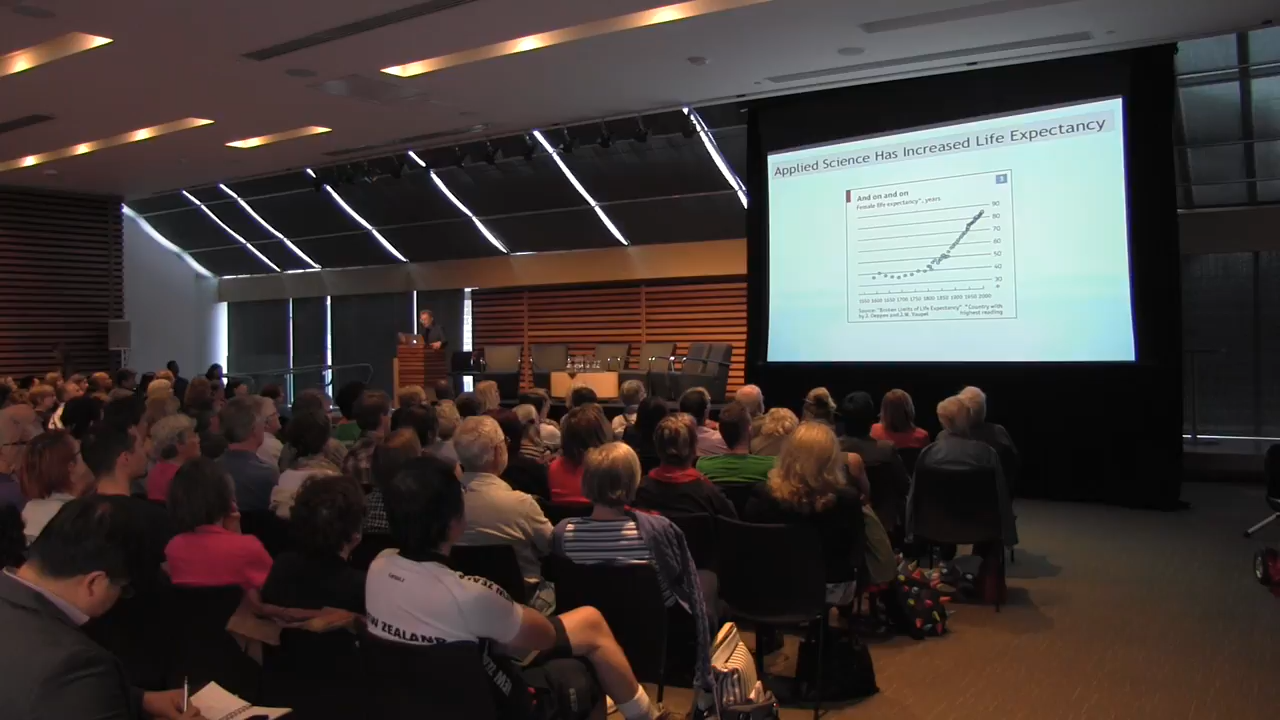 Applied Science Has Increased Life Expectancy
3
And on and on
Female life expectancy*, years
90
80
70
60
50
40
30
*
1550 1600 1650 1700 1750 1800 1850 1900 1950 2000
Source: "Broken Limits of Life Expectancy" *Country with
by J. Oeppen and J.W. Vaupel highest reading
NEW ZEALAND